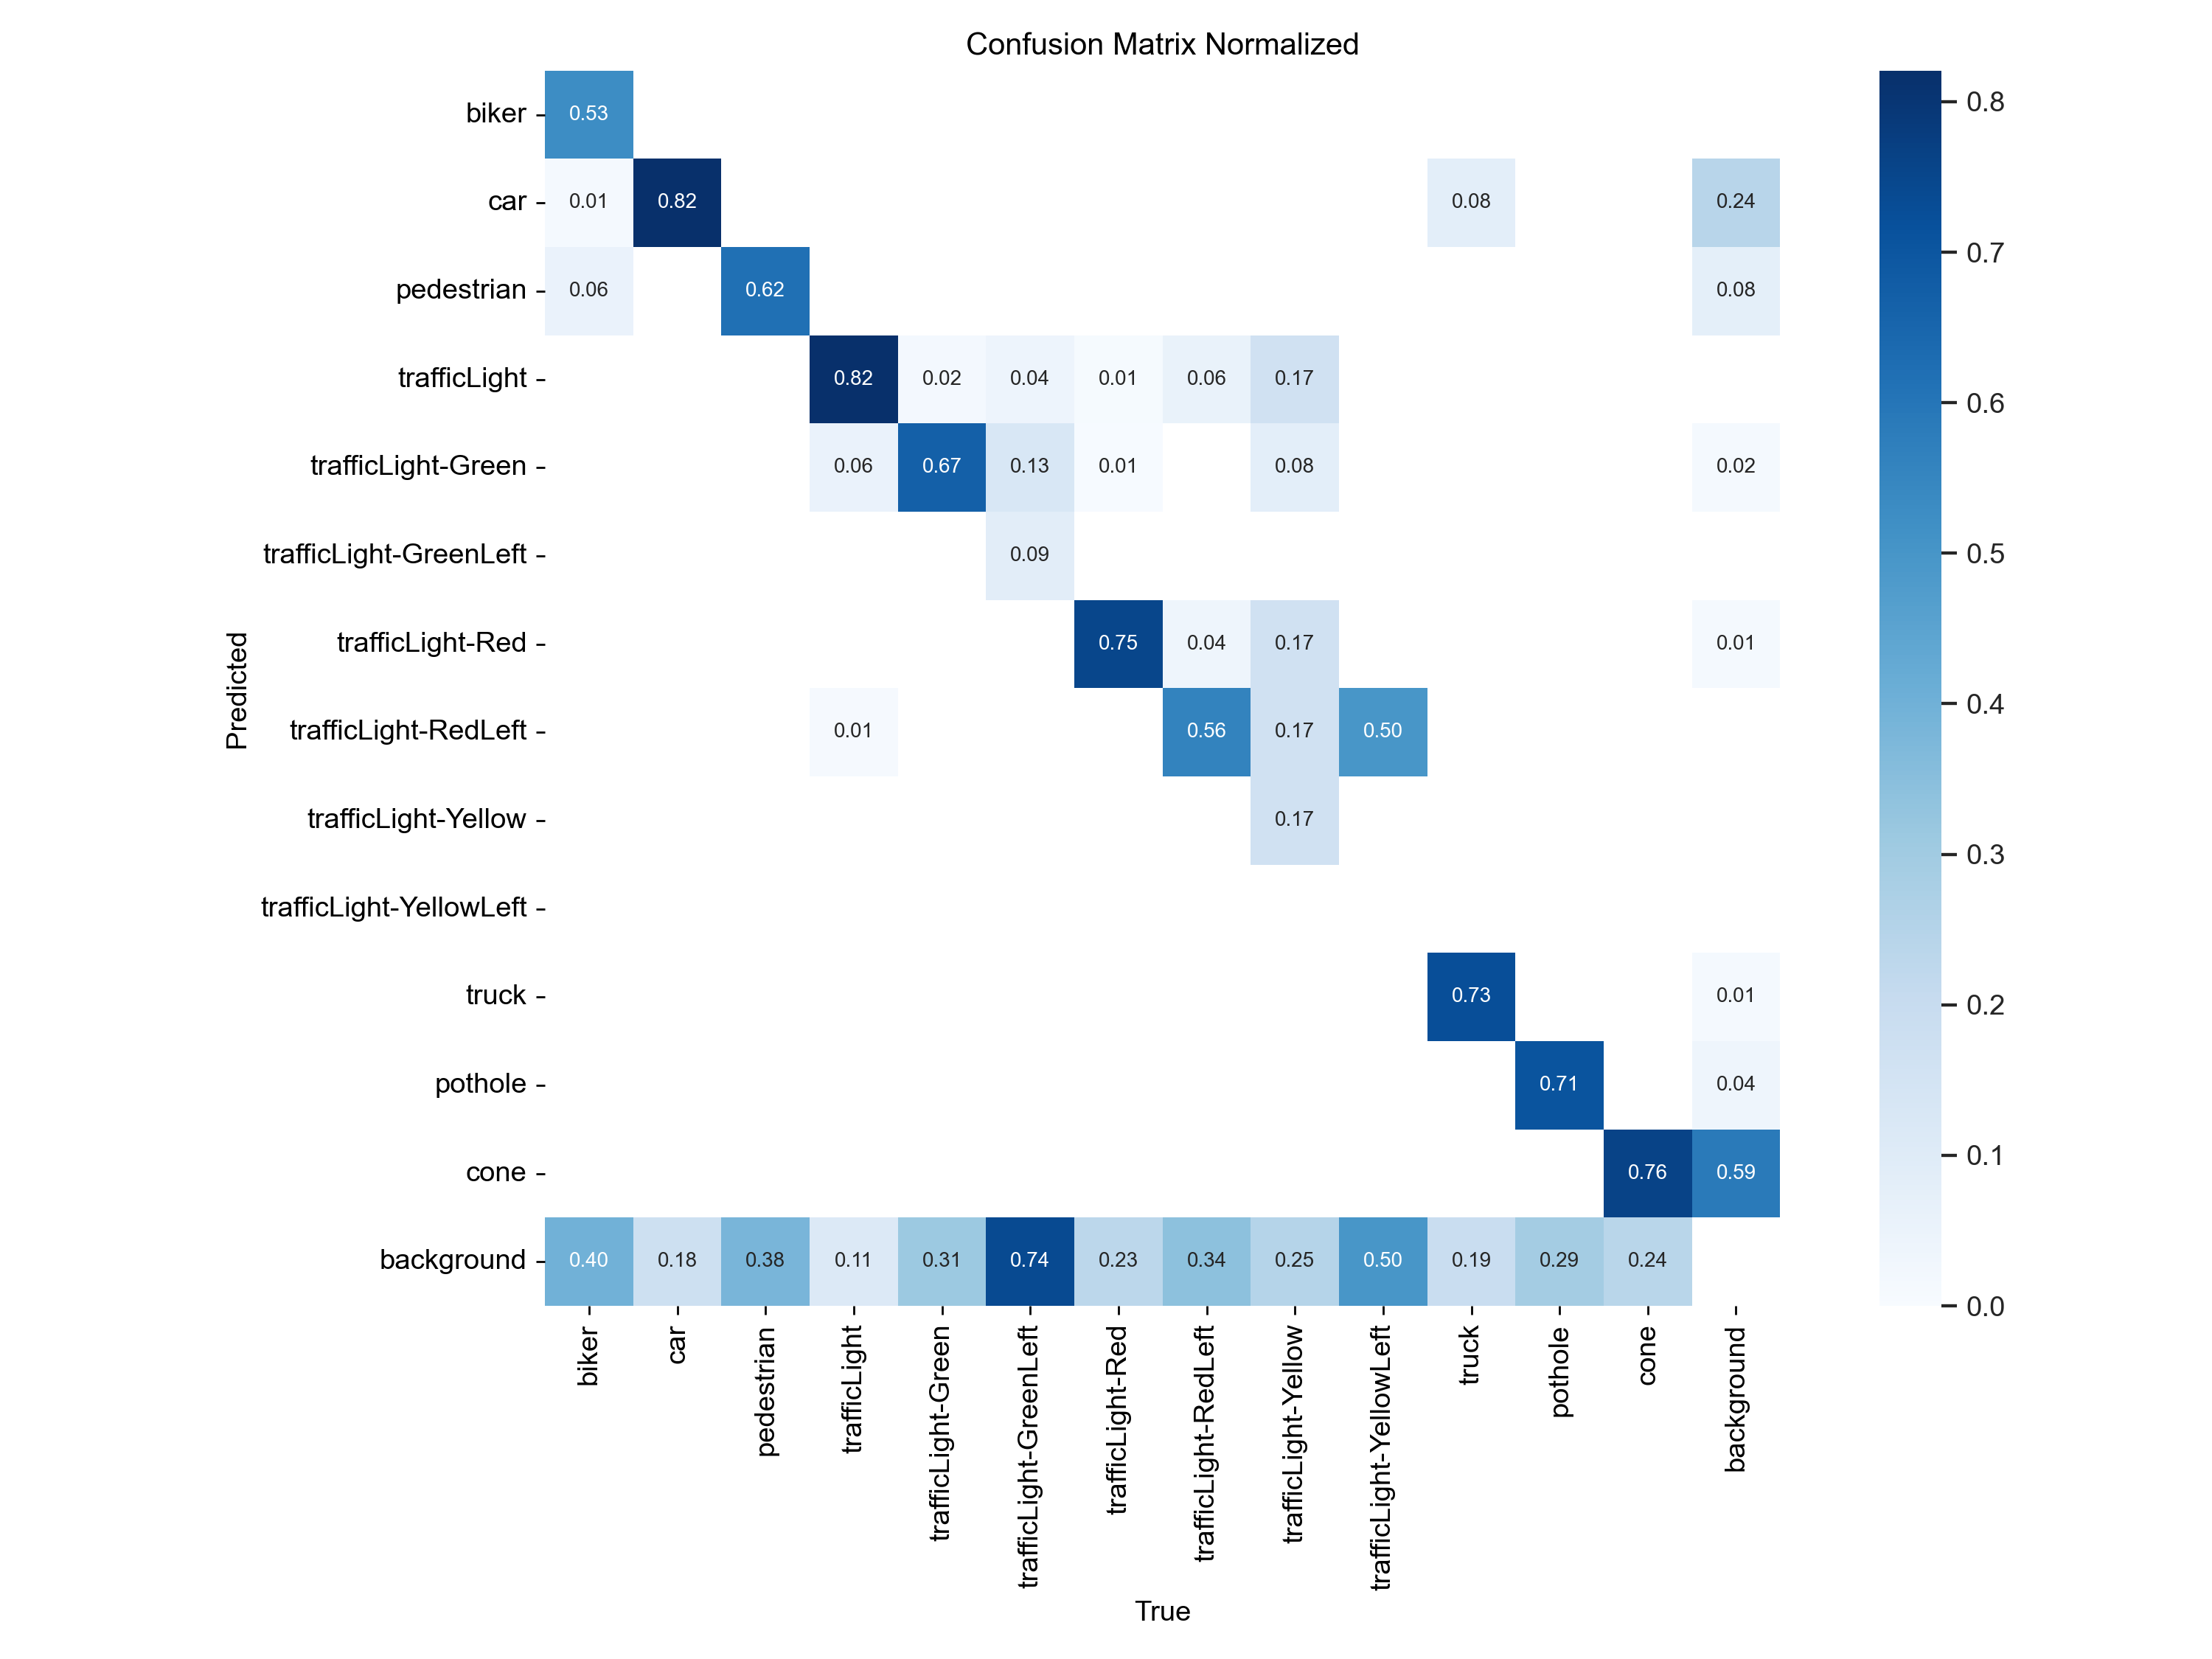 Confusion Matrix Normalized
biker 0.53
car 0.01 0.82 0.08 0.24
pedestrian 0.06 0.62 0.08
trafficLight 0.82 0.02 0.04 0.01 0.06 0.17
trafficLight-Green 0.06 0.67 0.13 0.01 0.08 0.02
trafficLight-GreenLeft 0.09
trafficLight-Red 0.75 0.04 0.17 0.01
trafficLight-RedLeft 0.01 0.56 0.17 0.50
trafficLight-Yellow 0.17
trafficLight-YellowLeft
truck 0.73 0.01
pothole 0.71 0.04
cone 0.76 0.59
background 0.40 0.18 0.38 0.11 0.31 0.74 0.23 0.34 0.25 0.50 0.19 0.29 0.24
Predicted
biker
car
pedestrian
trafficLight
trafficLight-Green
trafficLight-GreenLeft
trafficLight-Red
trafficLight-RedLeft
trafficLight-Yellow
trafficLight-YellowLeft
truck
pothole
cone
background
True
0.8
0.7
0.6
0.5
0.4
0.3
0.2
0.1
0.0